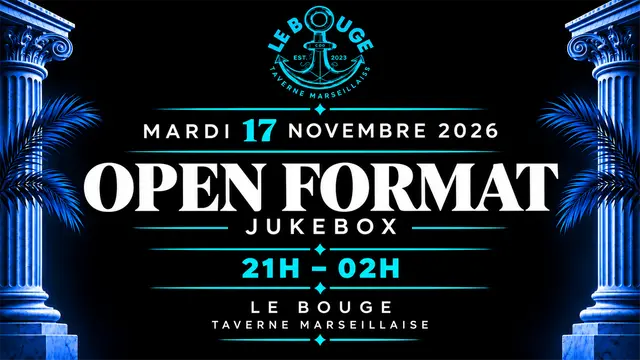 LE BOUGE
EST. 2023
TAVERNE MARSEILLAISE
MARDI 17 NOVEMBRE 2026
OPEN FORMAT
JUKEBOX
21H – 02H
LE BOUGE
TAVERNE MARSEILLAISE